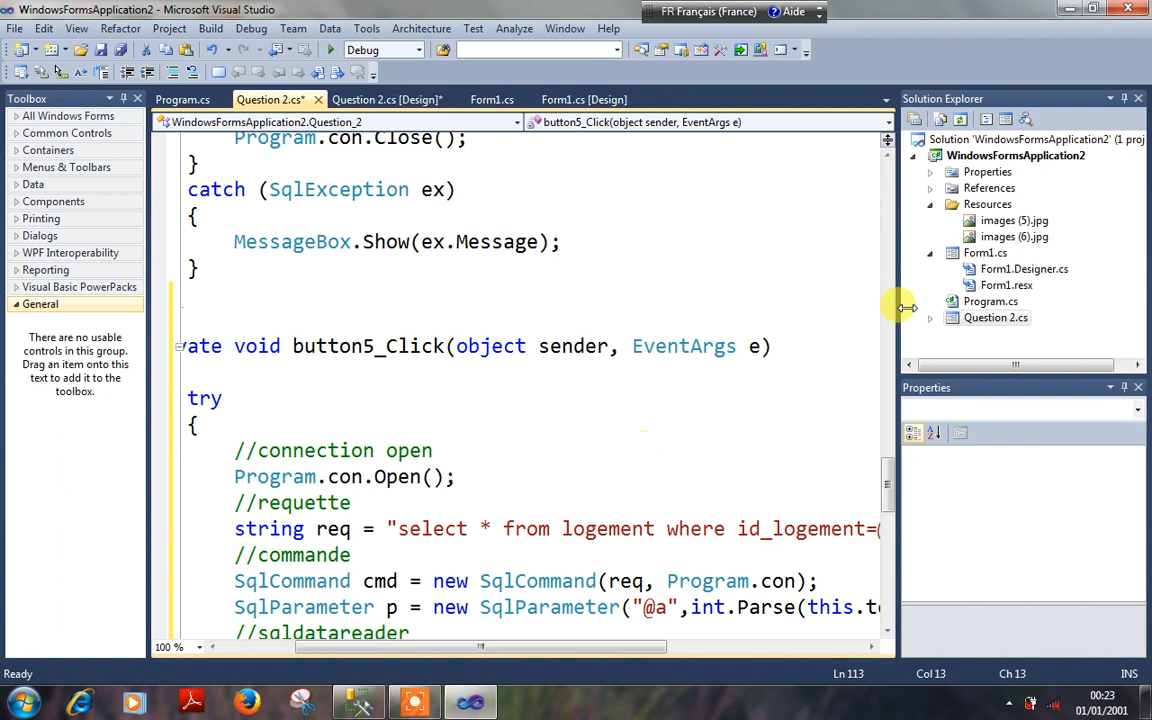 WindowsFormsApplication2 - Microsoft Visual Studio
FR Français (France) Aide
File Edit View Refactor Project Build Debug Team Data Tools Architecture Test Analyze Window Help
Debug
Toolbox
Program.cs Question 2.cs* Question 2.cs [Design]* Form1.cs Form1.cs [Design]
Solution Explorer
WindowsFormsApplication2.Question_2
button5_Click(object sender, EventArgs e)
All Windows Forms
Common Controls
Containers
Menus & Toolbars
Data
Components
Printing
Dialogs
WPF Interoperability
Reporting
Visual Basic PowerPacks
General
There are no usable
controls in this group.
Drag an item onto this
text to add it to the
toolbox.
Program.Close();
}
catch (SqlException ex)
{
MessageBox.Show(ex.Message);
}
vate void button5_Click(object sender, EventArgs e)
try
{
//connection open
Program.con.Open();
//requette
string req = "select * from logement where id_logement=@
//commande
SqlCommand cmd = new SqlCommand(req, Program.con);
SqlParameter p = new SqlParameter("@a",int.Parse(this.te
//sqldatareader
100 %
Solution 'WindowsFormsApplication2' (1 proj
WindowsFormsApplication2
Properties
References
Resources
images (5).jpg
images (6).jpg
Form1.cs
Form1.Designer.cs
Form1.resx
Program.cs
Question 2.cs
Properties
Ready
Ln 113 Col 13 Ch 13 INS
00:23
01/01/2001